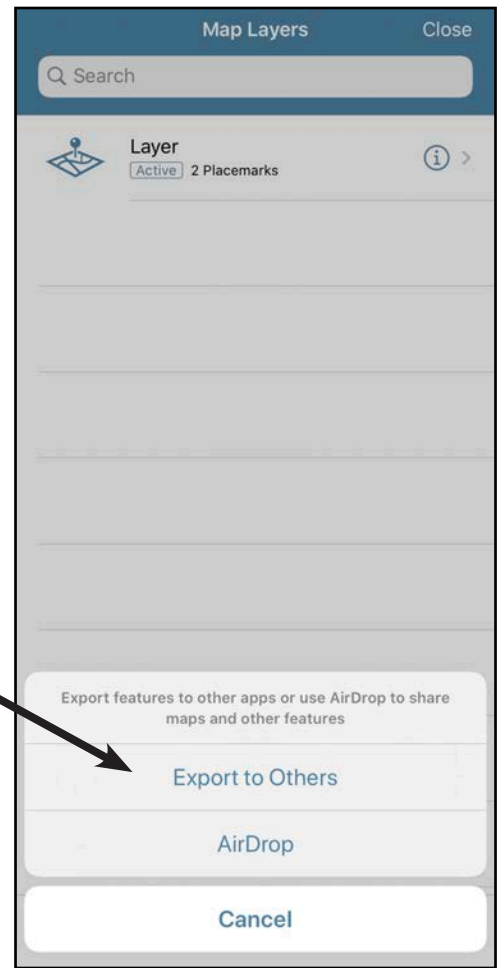 Map Layers Close
Search
Layer
Active 2 Placemarks
Export features to other apps or use AirDrop to share
maps and other features
Export to Others
AirDrop
Cancel